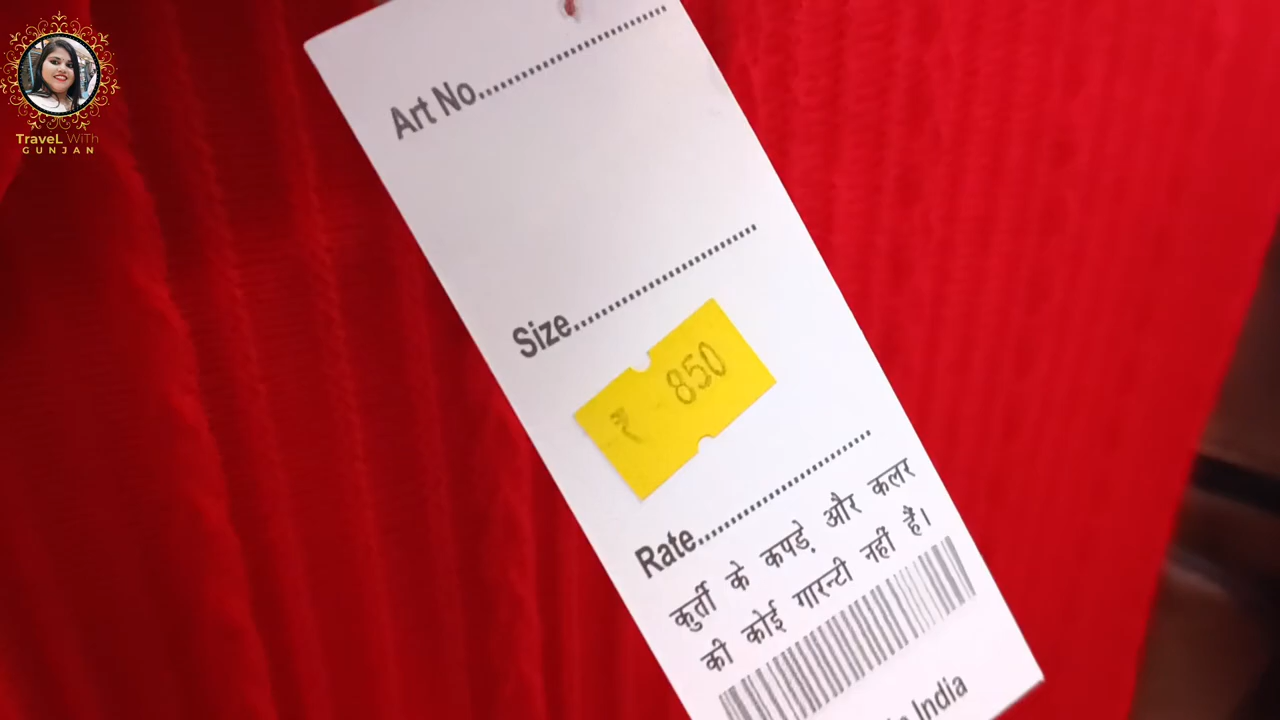 TraveL WiTh
GUNJAN
Art No..............................
Size..............................
₹ 850
Rate..............................
कुर्ती के कपड़े और कलर
की कोई गारन्टी नहीं हैं।
India